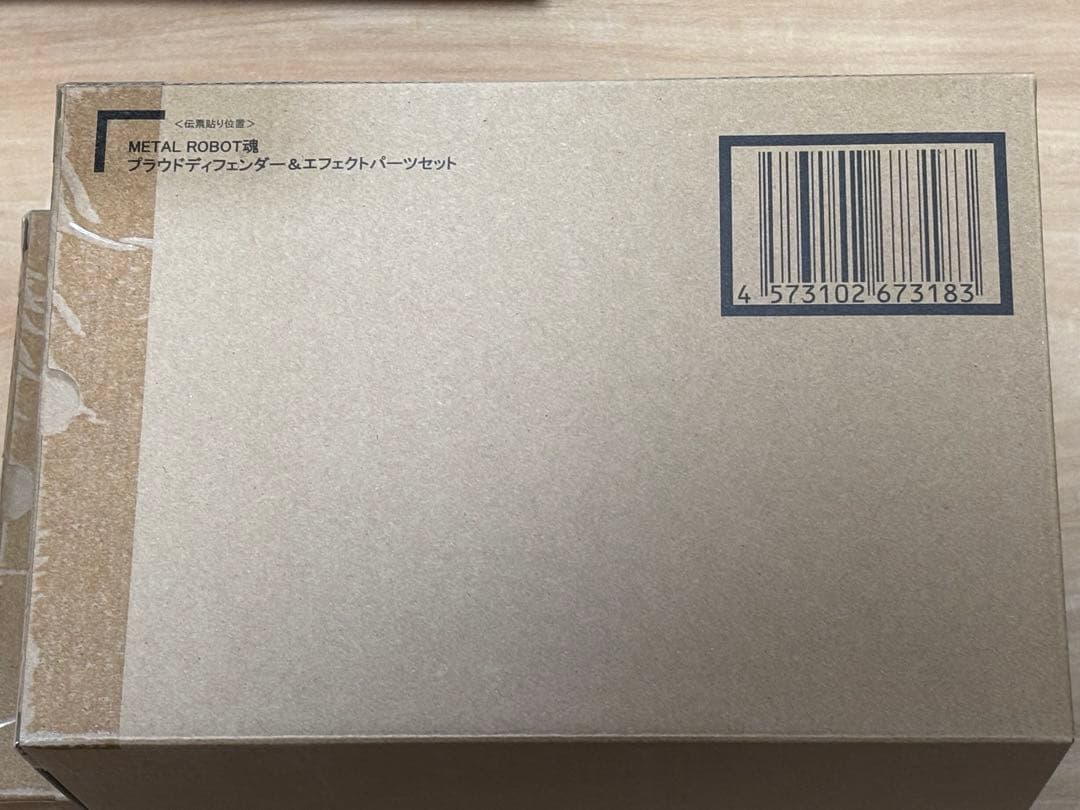 <伝票貼り位置>
METAL ROBOT魂
プラウドディフェンダー&エフェクトパーツセット
4 573102 673183